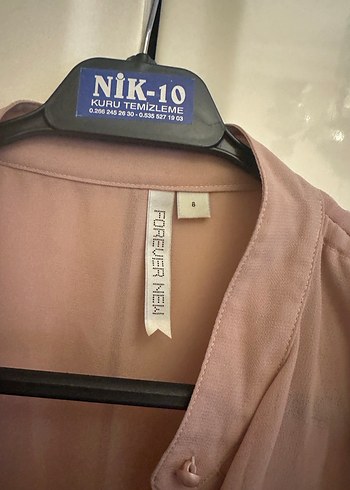 NİK-10
KURU TEMİZLEME
0.266 245 26 30 - 0.535 527 19 03
8
FOREVER NEW